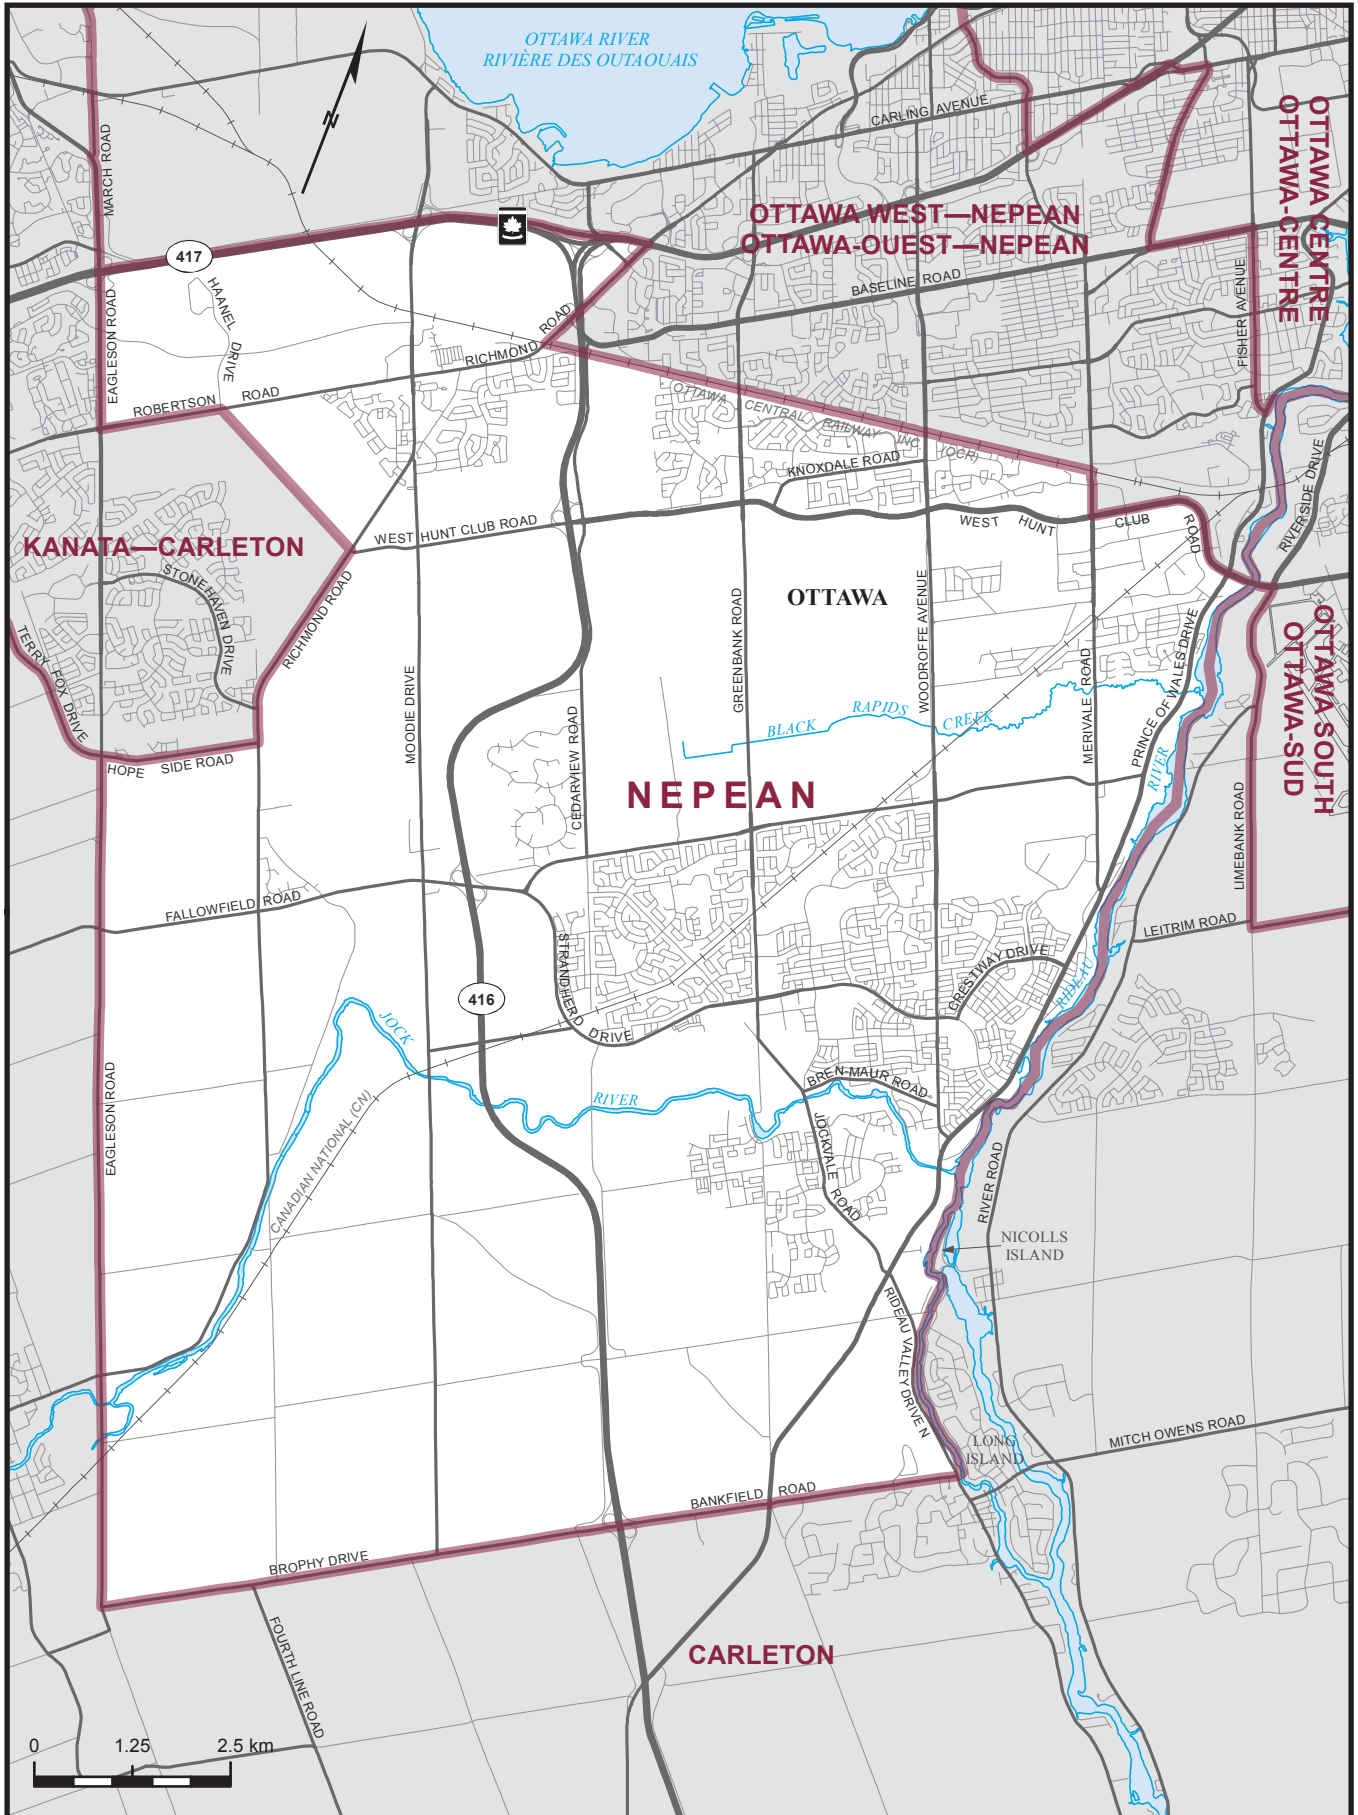 OTTAWA RIVER
RIVIÈRE DES OUTAOUAIS
N
MARCH ROAD
CARLING AVENUE
OTTAWA CENTRE
OTTAWA-CENTRE
OTTAWA WEST—NEPEAN
OTTAWA-OUEST—NEPEAN
417
BASELINE ROAD
FISHER AVENUE
HAANEL DRIVE
EAGLESON ROAD
RICHMOND ROAD
ROBERTSON ROAD
OTTAWA CENTRAL RAILWAY INC (OCR)
KNOXDALE ROAD
RIVERSIDE DRIVE
WEST HUNT CLUB ROAD
WEST HUNT CLUB ROAD
KANATA—CARLETON
STONEHAVEN DRIVE
RICHMOND ROAD
TERRY FOX DRIVE
OTTAWA
GREENBANK ROAD
WOODROFFE AVENUE
MERIVALE ROAD
PRINCE OF WALES DRIVE
OTTAWA SOUTH
OTTAWA-SUD
MOODIE DRIVE
CEDARVIEW ROAD
BLACK RAPIDS CREEK
HOPE SIDE ROAD
NEPEAN
RIVER
LIMEBANK ROAD
FALLOWFIELD ROAD
LEITRIM ROAD
STRANDHERD DRIVE
CRESTWAY DRIVE
RIDEAU
416
JOCK
RIVER
BREN-MAUR ROAD
EAGLESON ROAD
CANADIAN NATIONAL (CN)
JOCKVALE ROAD
RIVER ROAD
NICOLLS
ISLAND
RIDEAU VALLEY DRIVE N
LONG
ISLAND
MITCH OWENS ROAD
BANKFIELD ROAD
BROPHY DRIVE
FOURTH LINE ROAD
CARLETON
0 1.25 2.5 km